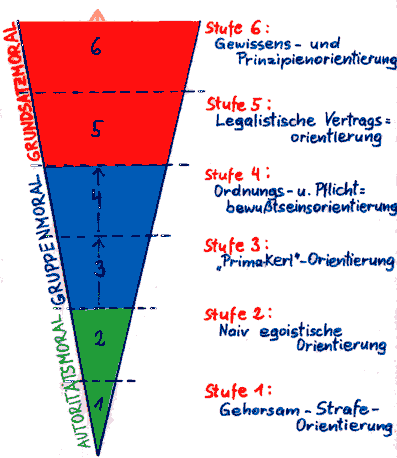 GRUNDSATZMORAL
GRUPPENMORAL
AUTORITÄTSMORAL
6
5
4
3
2
1
Stufe 6:
Gewissens- und
Prinzipienorientierung
Stufe 5:
Legalistische Vertrags=
orientierung
Stufe 4:
Ordnungs- u. Pflicht=
bewußtseinsorientierung
Stufe 3:
„Prima-Kerl"-Orientierung
Stufe 2:
Naiv egoistische
Orientierung
Stufe 1:
Gehorsam-Strafe-
Orientierung